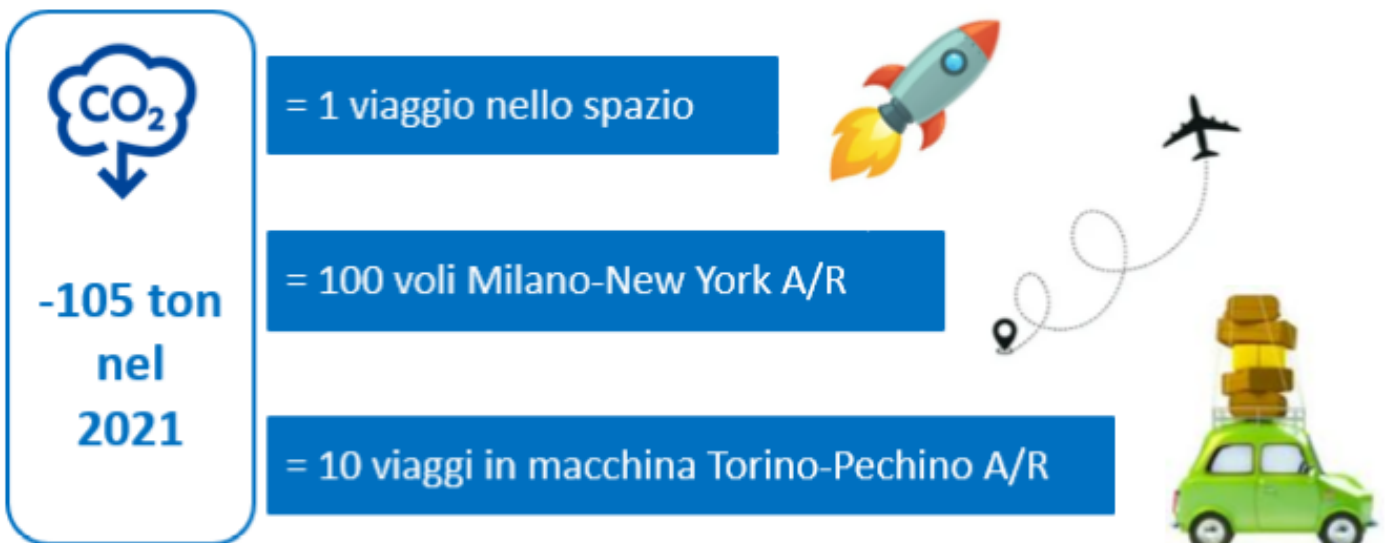 CO₂
-105 ton
nel
2021
= 1 viaggio nello spazio
= 100 voli Milano-New York A/R
= 10 viaggi in macchina Torino-Pechino A/R